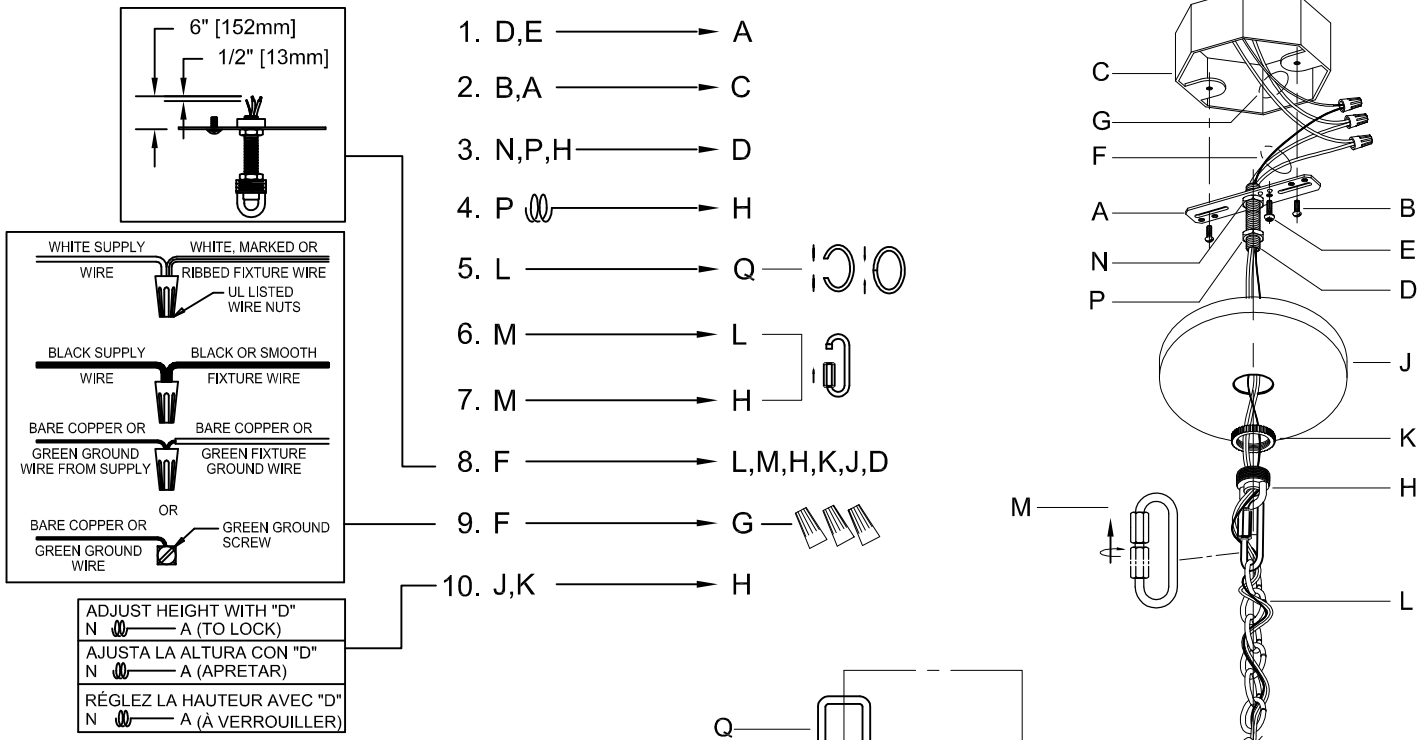 6" [152mm]
1/2" [13mm]
WHITE SUPPLY
WIRE
WHITE, MARKED OR
RIBBED FIXTURE WIRE
UL LISTED
WIRE NUTS
BLACK SUPPLY
WIRE
BLACK OR SMOOTH
FIXTURE WIRE
BARE COPPER OR
GREEN GROUND
WIRE FROM SUPPLY
BARE COPPER OR
GREEN FIXTURE
GROUND WIRE
OR
BARE COPPER OR
GREEN GROUND
WIRE
GREEN GROUND
SCREW
ADJUST HEIGHT WITH "D"
N A (TO LOCK)
AJUSTA LA ALTURA CON "D"
N A (APRETAR)
RÉGLEZ LA HAUTEUR AVEC "D"
N A (À VERROUILLER)
1. D,E A
2. B,A C
3. N,P,H D
4. P H
5. L Q
6. M L
7. M H
8. F L,M,H,K,J,D
9. F G
10. J,K H
Q
C
G
F
A
N
P
M
B
E
D
J
K
H
L